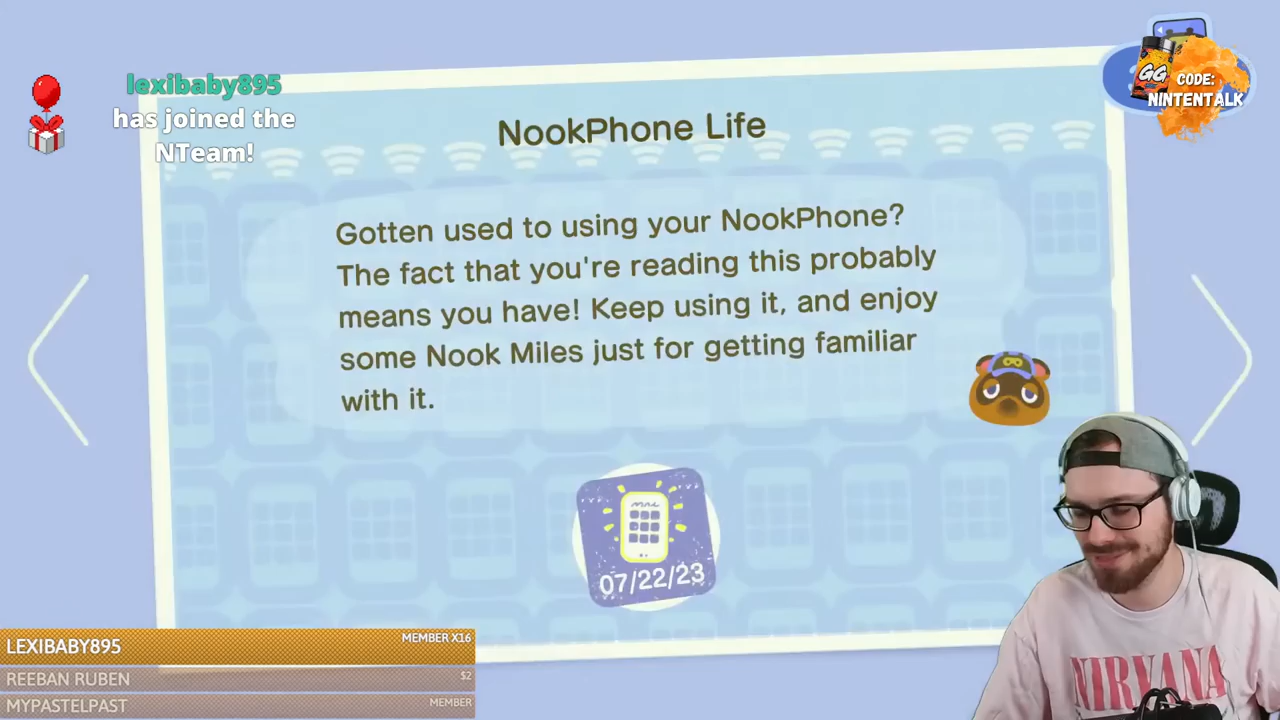 lexibaby895
has joined the
NTeam!
GG
CODE:
NINTENTALK
NookPhone Life
Gotten used to using your NookPhone?
The fact that you're reading this probably
means you have! Keep using it, and enjoy
some Nook Miles just for getting familiar
with it.
07/22/23
LEXIBABY895 MEMBER X16
REEBAN RUBEN $2
MYPASTELPAST MEMBER
NIRVANA